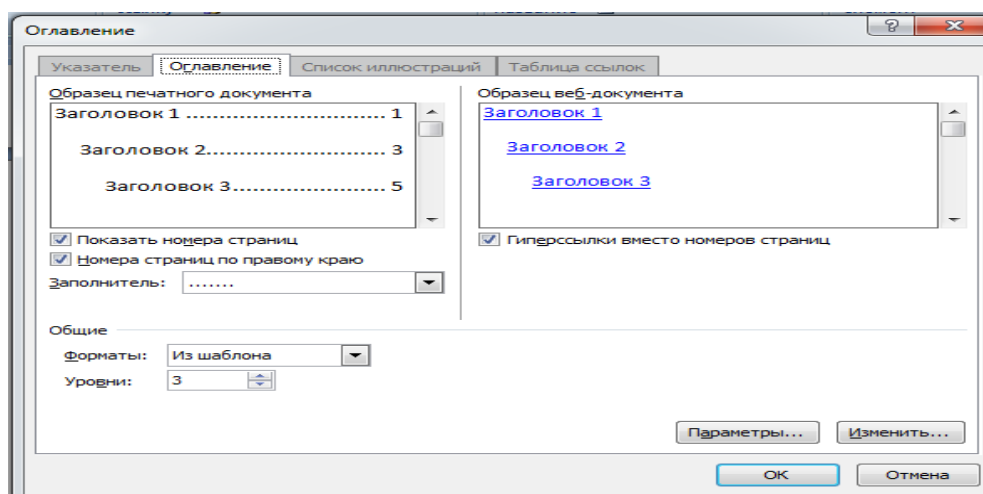 Оглавление
Указатель Оглавление Список иллюстраций Таблица ссылок
Образец печатного документа
Заголовок 1 ............................. 1
Заголовок 2........................... 3
Заголовок 3........................ 5
Образец веб-документа
Заголовок 1
Заголовок 2
Заголовок 3
Показать номера страниц
Номера страниц по правому краю
Заполнитель: .......
Гиперссылки вместо номеров страниц
Общие
Форматы: Из шаблона
Уровни: 3
Параметры... Изменить...
ОК Отмена